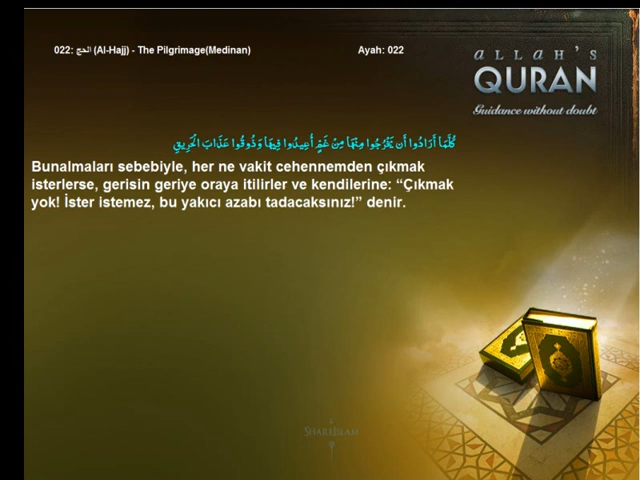 022: الحج (Al-Hajj) - The Pilgrimage(Medinan) Ayah: 022
ALLAH'S
QURAN
Guidance without doubt
كُلَّمَا أَرَادُوا أَن يَخْرُجُوا مِنْهَا مِنْ غَمٍّ أُعِيدُوا فِيهَا وَذُوقُوا عَذَابَ الْحَرِيقِ
Bunalmaları sebebiyle, her ne vakit cehennemden çıkmak
isterlerse, gerisin geriye oraya itilirler ve kendilerine: “Çıkmak
yok! İster istemez, bu yakıcı azabı tadacaksınız!” denir.
SHAREISLAM